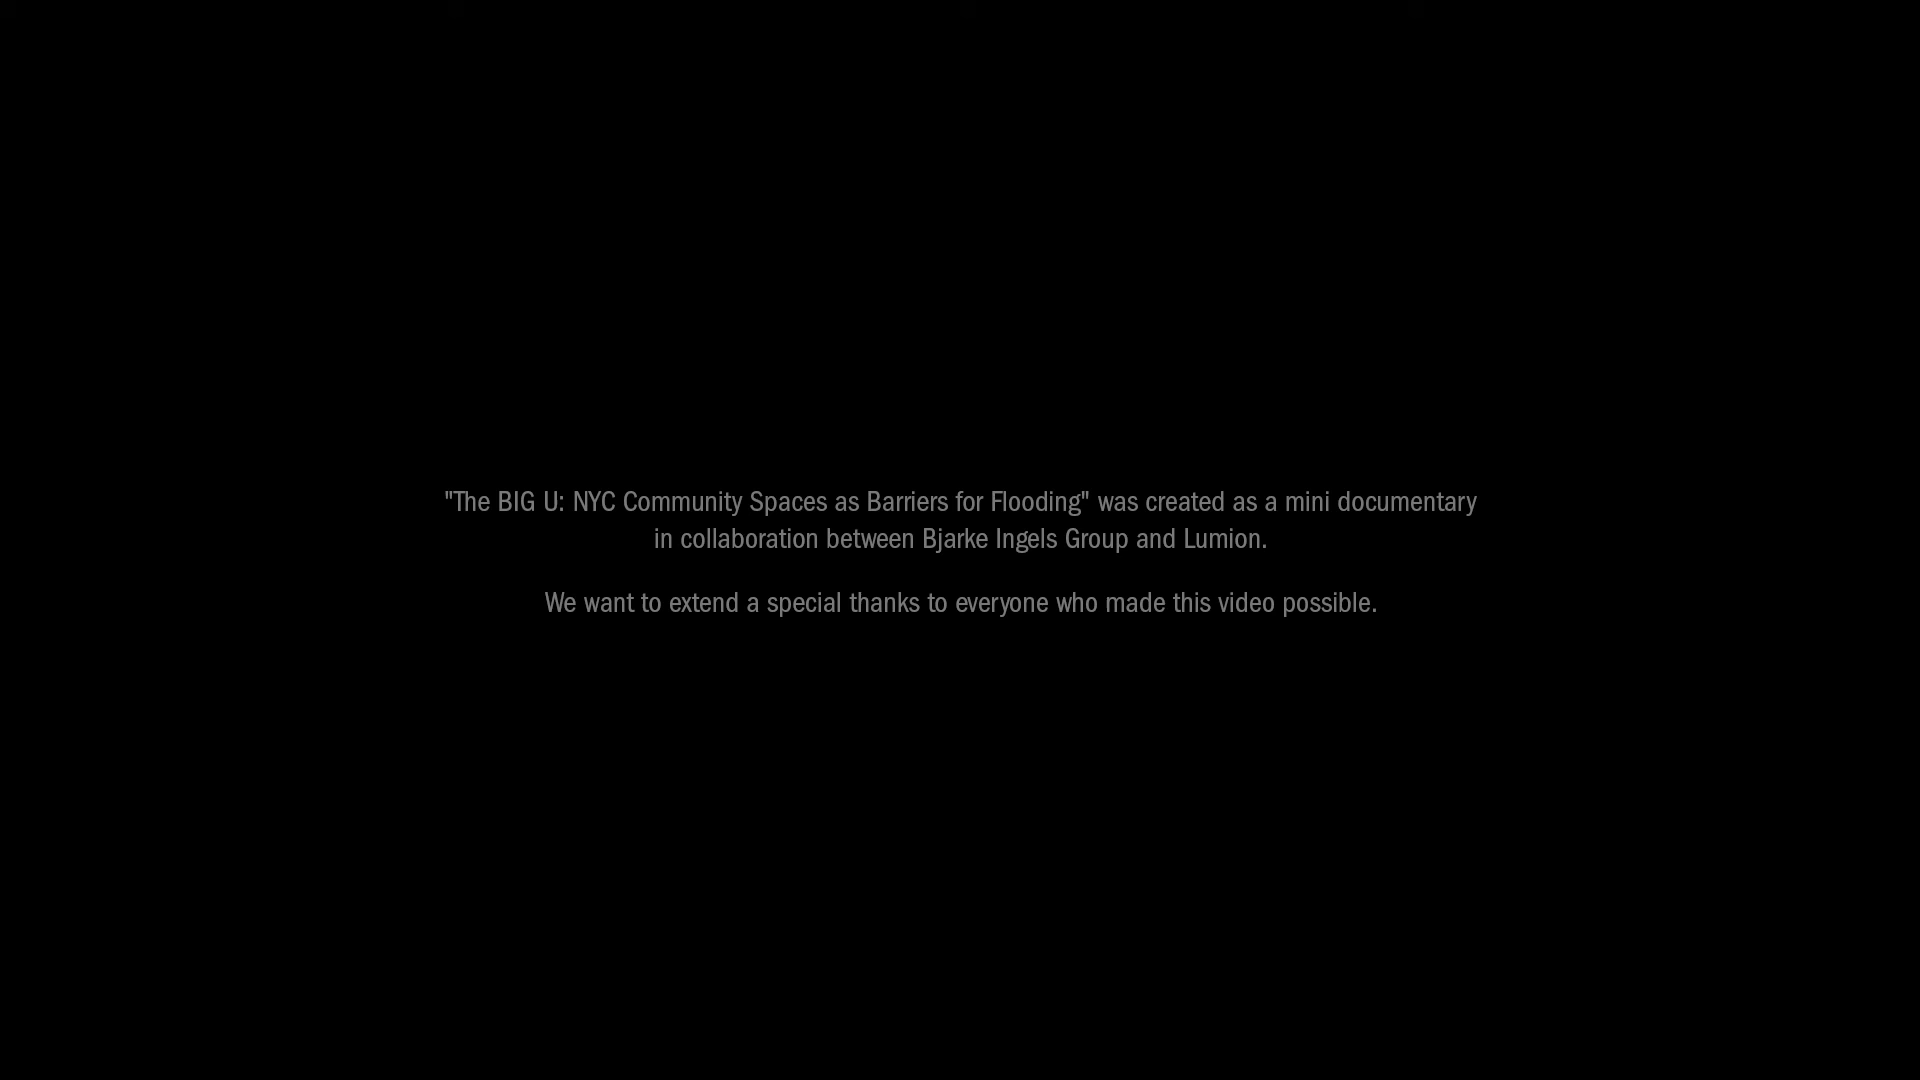 "The BIG U: NYC Community Spaces as Barriers for Flooding" was created as a mini documentary
in collaboration between Bjarke Ingels Group and Lumion.
We want to extend a special thanks to everyone who made this video possible.